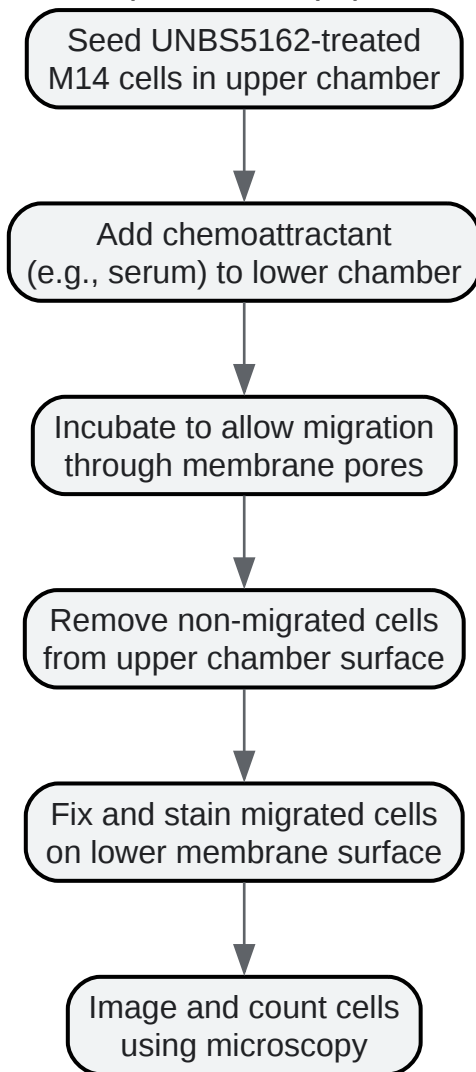 Seed UNBS5162-treated
M14 cells in upper chamber
Add chemoattractant
(e.g., serum) to lower chamber
Incubate to allow migration
through membrane pores
Remove non-migrated cells
from upper chamber surface
Fix and stain migrated cells
on lower membrane surface
Image and count cells
using microscopy